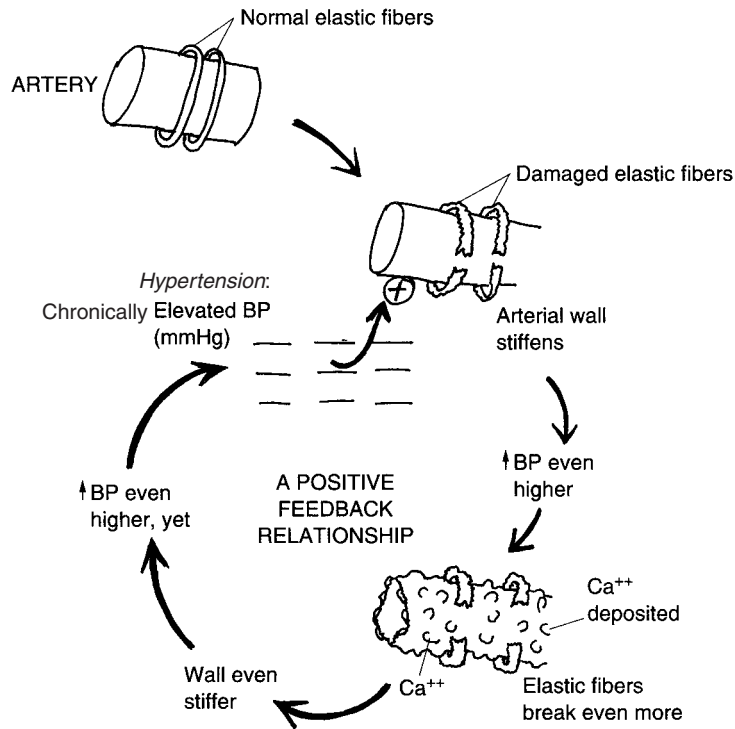 Normal elastic fibers
ARTERY
Damaged elastic fibers
Hypertension:
Chronically Elevated BP
(mmHg)
+
Arterial wall
stiffens
↑BP even
higher
A POSITIVE
FEEDBACK
RELATIONSHIP
↑BP even
higher, yet
Ca⁺⁺
deposited
Ca⁺⁺
Elastic fibers
break even more
Wall even
stiffer